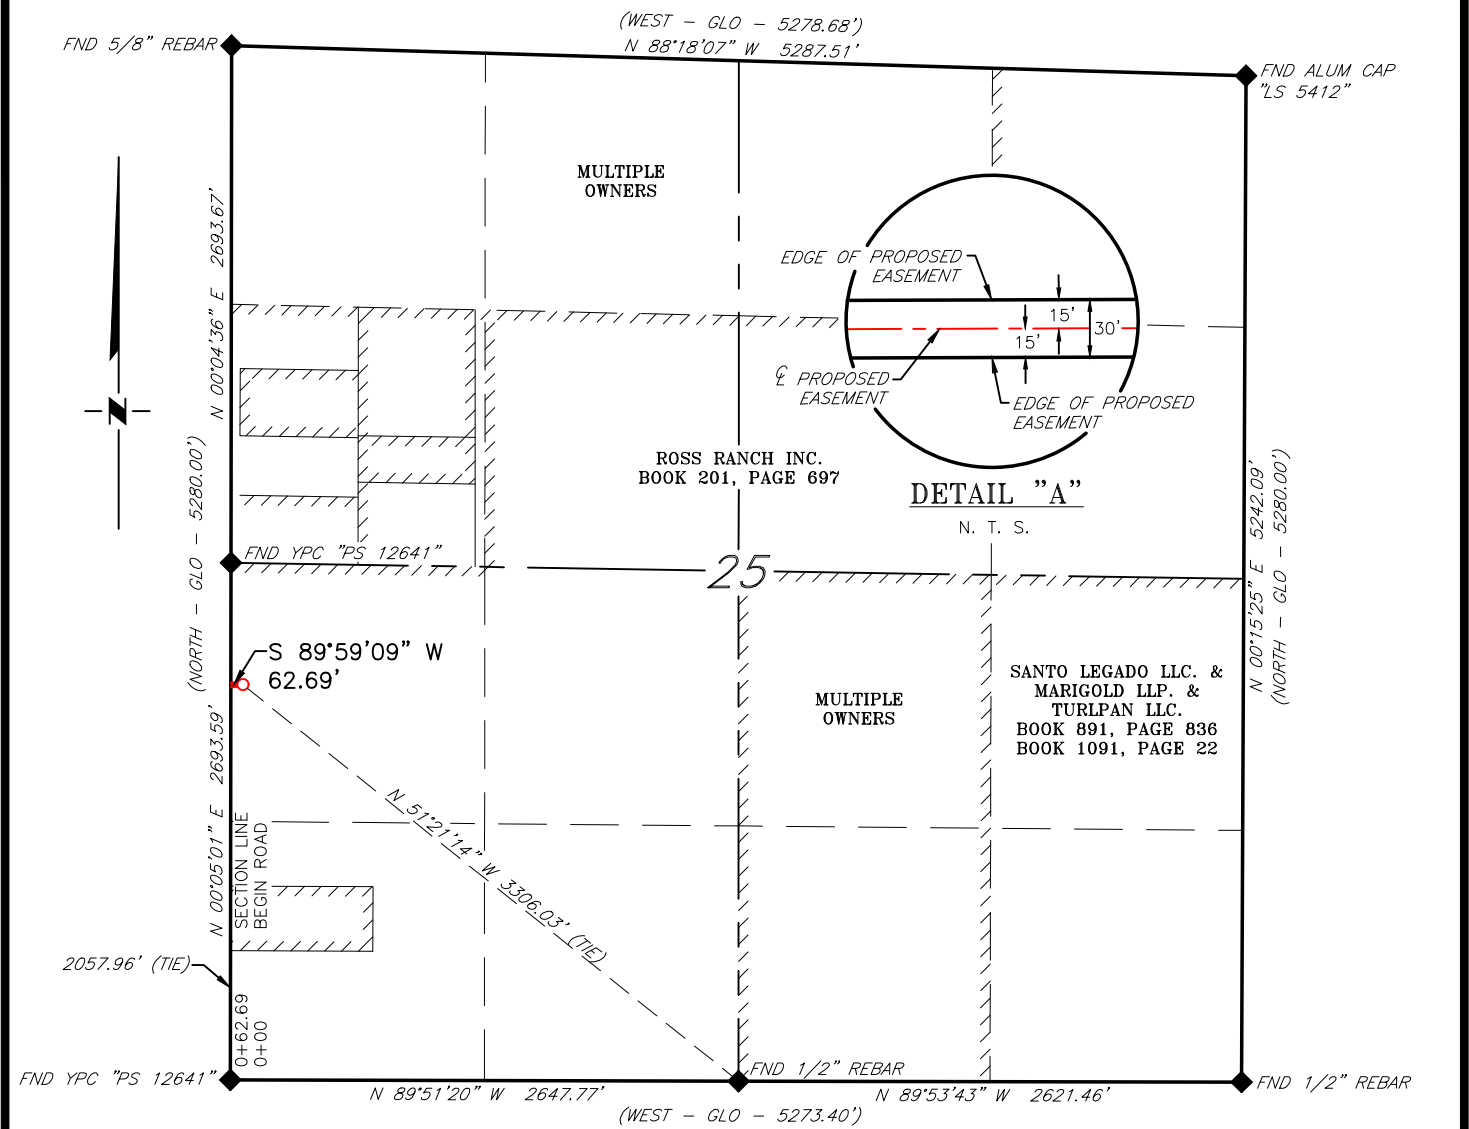 (WEST - GLO - 5278.68')
N 88°18'07" W 5287.51'
FND 5/8" REBAR
FND ALUM CAP
"LS 5412"
MULTIPLE
OWNERS
N 00°04'36" E 2693.67'
EDGE OF PROPOSED
EASEMENT
15'
30'
15'
℄ PROPOSED
EASEMENT
EDGE OF PROPOSED
EASEMENT
N
ROSS RANCH INC.
BOOK 201, PAGE 697
DETAIL "A"
N. T. S.
(NORTH - GLO - 5280.00')
N 00°15'25" E 5242.09'
(NORTH - GLO - 5280.00')
FND YPC "PS 12641"
25
S 89°59'09" W
62.69'
MULTIPLE
OWNERS
SANTO LEGADO LLC. &
MARIGOLD LLP. &
TURLPAN LLC.
BOOK 891, PAGE 836
BOOK 1091, PAGE 22
N 00°05'01" E 2693.59'
N 51°21'14" W 3306.03' (TIE)
SECTION LINE
BEGIN ROAD
2057.96' (TIE)
0+62.69
0+00
FND YPC "PS 12641"
FND 1/2" REBAR
FND 1/2" REBAR
N 89°51'20" W 2647.77'
N 89°53'43" W 2621.46'
(WEST - GLO - 5273.40')